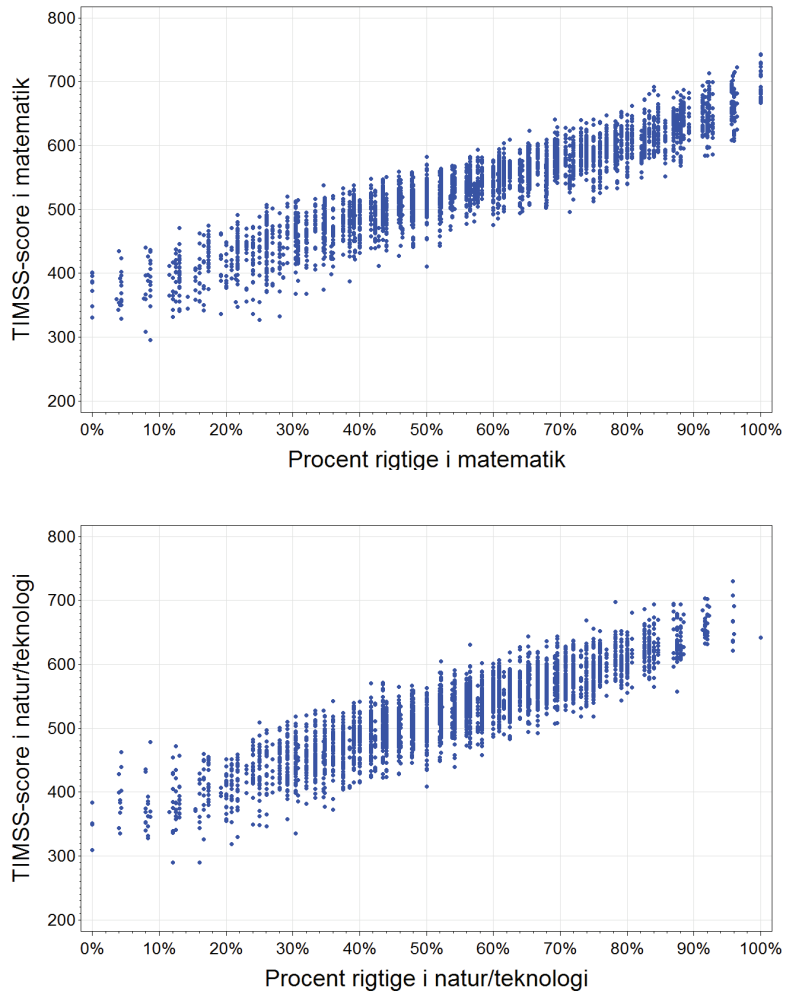 800
700
600
500
400
300
200
TIMSS-score i matematik
0% 10% 20% 30% 40% 50% 60% 70% 80% 90% 100%
Procent rigtige i matematik
800
700
600
500
400
300
200
TIMSS-score i natur/teknologi
0% 10% 20% 30% 40% 50% 60% 70% 80% 90% 100%
Procent rigtige i natur/teknologi